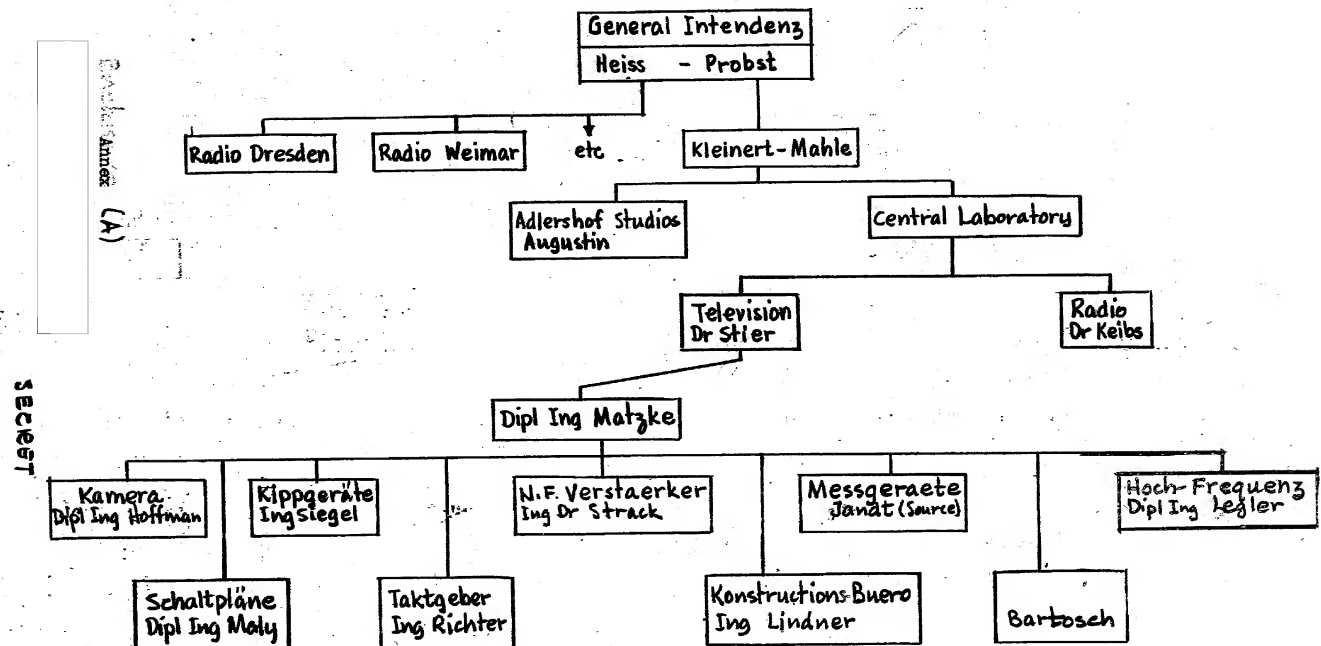 General Intendenz
Heiss - Probst
Radio Dresden
Radio Weimar
etc
Kleinert-Mahle
Annex (A)
Adlershof Studios
Augustin
Central Laboratory
Television
Dr Stier
Radio
Dr Keibs
SECRET
Dipl Ing Matzke
Kamera
Dipl Ing Hoffman
Kippgeräte
Ing Siegel
N.F. Verstaerker
Ing Dr Strack
Messgeraete
Janat (Source)
Hoch-Frequenz
Dipl Ing Legler
Schaltpläne
Dipl Ing Maly
Taktgeber
Ing Richter
Konstructions-Buero
Ing Lindner
Bartosch